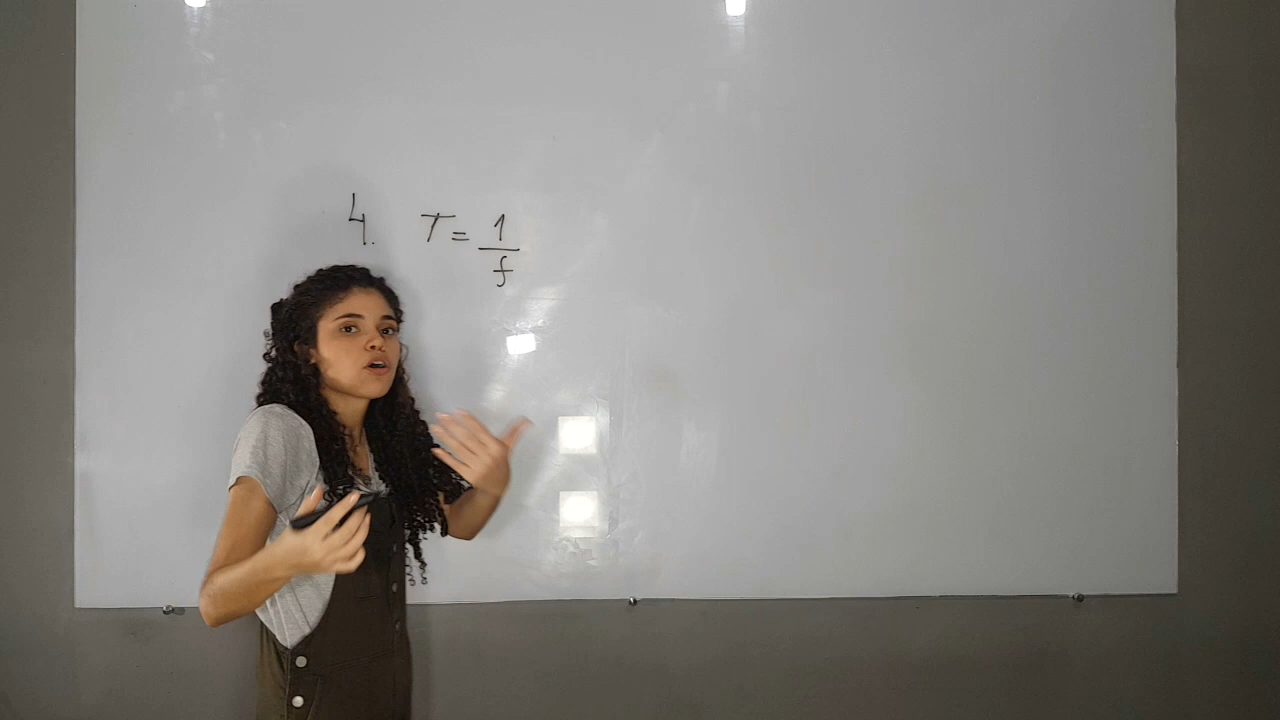 4. T = 1/f